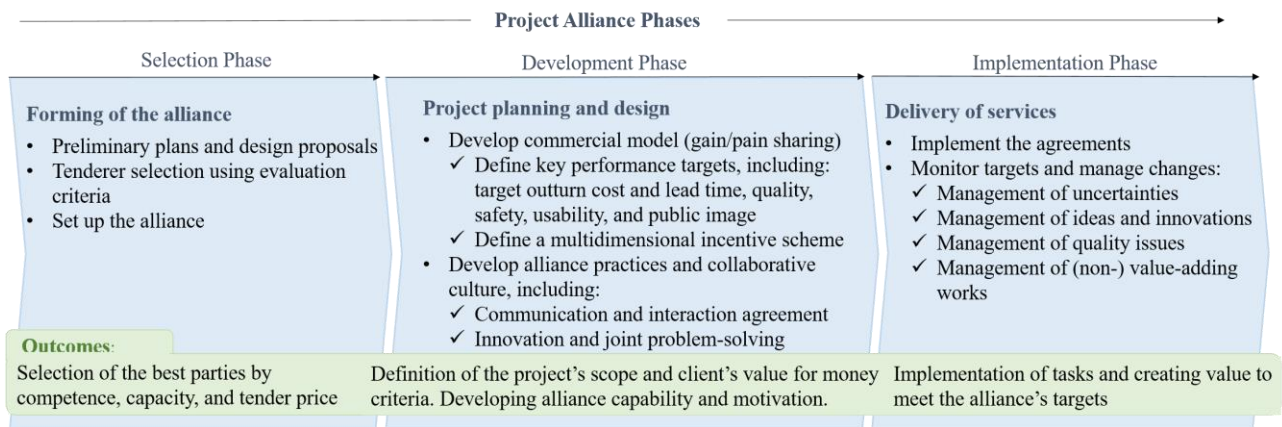 Project Alliance Phases
Selection Phase
Development Phase
Implementation Phase
Forming of the alliance
• Preliminary plans and design proposals
• Tenderer selection using evaluation
criteria
• Set up the alliance
Project planning and design
• Develop commercial model (gain/pain sharing)
✓ Define key performance targets, including:
target outturn cost and lead time, quality,
safety, usability, and public image
✓ Define a multidimensional incentive scheme
• Develop alliance practices and collaborative
culture, including:
✓ Communication and interaction agreement
✓ Innovation and joint problem-solving
Delivery of services
• Implement the agreements
• Monitor targets and manage changes:
✓ Management of uncertainties
✓ Management of ideas and innovations
✓ Management of quality issues
✓ Management of (non-) value-adding
works
Outcomes:
Selection of the best parties by
competence, capacity, and tender price
Definition of the project’s scope and client’s value for money
criteria. Developing alliance capability and motivation.
Implementation of tasks and creating value to
meet the alliance’s targets